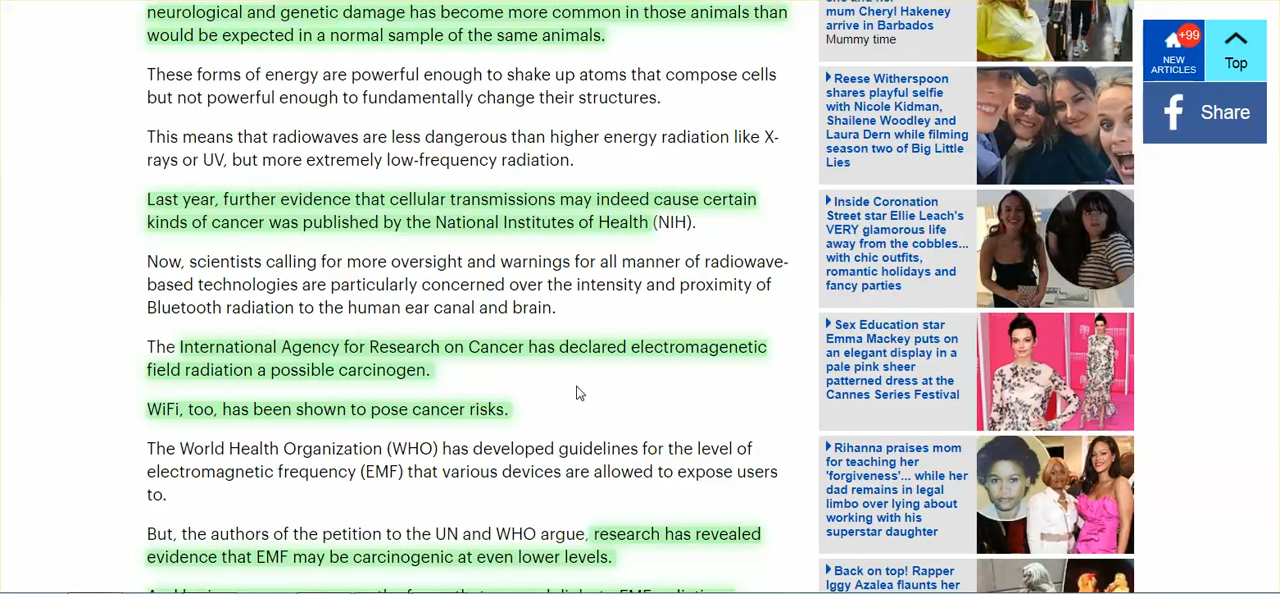 neurological and genetic damage has become more common in those animals than
would be expected in a normal sample of the same animals.
These forms of energy are powerful enough to shake up atoms that compose cells
but not powerful enough to fundamentally change their structures.
This means that radiowaves are less dangerous than higher energy radiation like X-
rays or UV, but more extremely low-frequency radiation.
Last year, further evidence that cellular transmissions may indeed cause certain
kinds of cancer was published by the National Institutes of Health (NIH).
Now, scientists calling for more oversight and warnings for all manner of radiowave-
based technologies are particularly concerned over the intensity and proximity of
Bluetooth radiation to the human ear canal and brain.
The International Agency for Research on Cancer has declared electromagenetic
field radiation a possible carcinogen.
WiFi, too, has been shown to pose cancer risks.
The World Health Organization (WHO) has developed guidelines for the level of
electromagnetic frequency (EMF) that various devices are allowed to expose users
to.
But, the authors of the petition to the UN and WHO argue, research has revealed
evidence that EMF may be carcinogenic at even lower levels.
mum Cheryl Hakeney
arrive in Barbados
Mummy time
Reese Witherspoon
shares playful selfie
with Nicole Kidman,
Shailene Woodley and
Laura Dern while filming
season two of Big Little
Lies
Inside Coronation
Street star Ellie Leach's
VERY glamorous life
away from the cobbles...
with chic outfits,
romantic holidays and
fancy parties
Sex Education star
Emma Mackey puts on
an elegant display in a
pale pink sheer
patterned dress at the
Cannes Series Festival
Rihanna praises mom
for teaching her
'forgiveness'... while her
dad remains in legal
limbo over lying about
working with his
superstar daughter
Back on top! Rapper
Iggy Azalea flaunts her
+99
NEW
ARTICLES
Top
Share